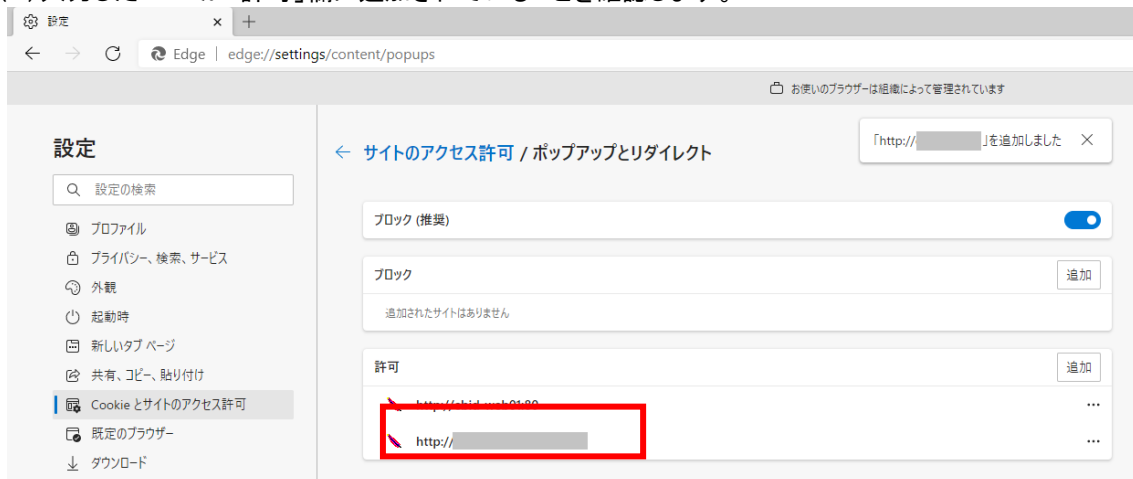 設定
Edge | edge://settings/content/popups
お使いのブラウザーは組織によって管理されています
設定
設定の検索
プロファイル
プライバシー、検索、サービス
外観
起動時
新しいタブ ページ
共有、コピー、貼り付け
Cookie とサイトのアクセス許可
既定のブラウザー
ダウンロード
サイトのアクセス許可 / ポップアップとリダイレクト
「http:// 」を追加しました
ブロック (推奨)
ブロック
追加
追加されたサイトはありません
許可
追加
http://